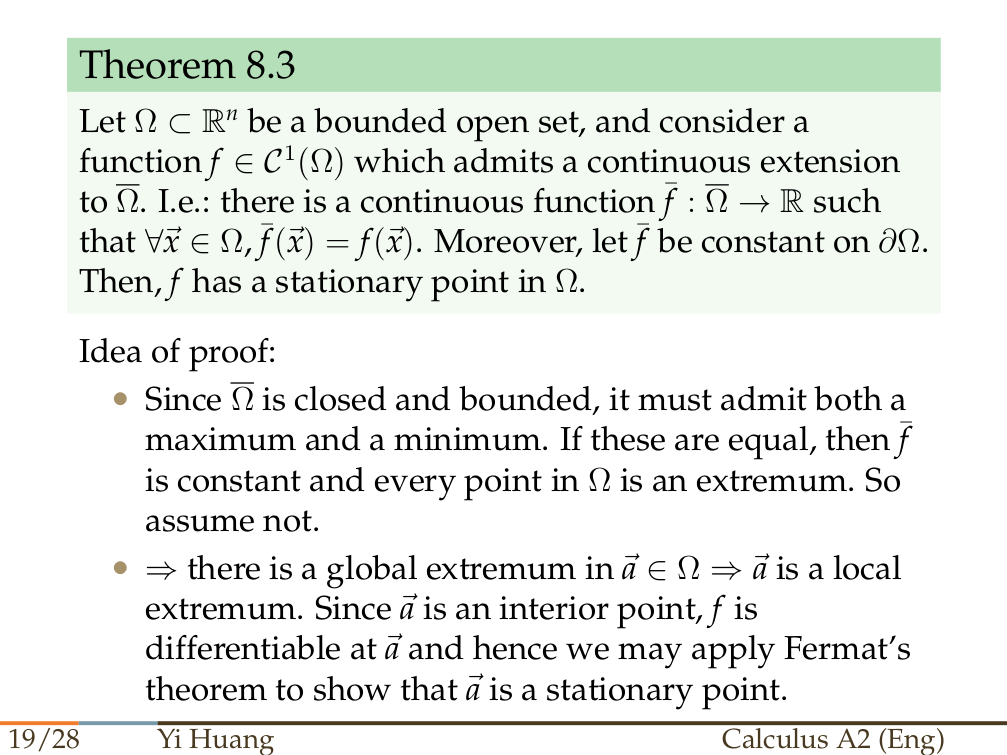 Theorem 8.3
Let Ω ⊂ ℝⁿ be a bounded open set, and consider a
function f ∈ 𝒞¹(Ω) which admits a continuous extension
to Ω̅. I.e.: there is a continuous function f̄ : Ω̅ → ℝ such
that ∀x⃗ ∈ Ω, f̄(x⃗) = f(x⃗). Moreover, let f̄ be constant on ∂Ω.
Then, f has a stationary point in Ω.
Idea of proof:
• Since Ω̅ is closed and bounded, it must admit both a
maximum and a minimum. If these are equal, then f̄
is constant and every point in Ω is an extremum. So
assume not.
• ⇒ there is a global extremum in a⃗ ∈ Ω ⇒ a⃗ is a local
extremum. Since a⃗ is an interior point, f is
differentiable at a⃗ and hence we may apply Fermat’s
theorem to show that a⃗ is a stationary point.
19/28 Yi Huang Calculus A2 (Eng)